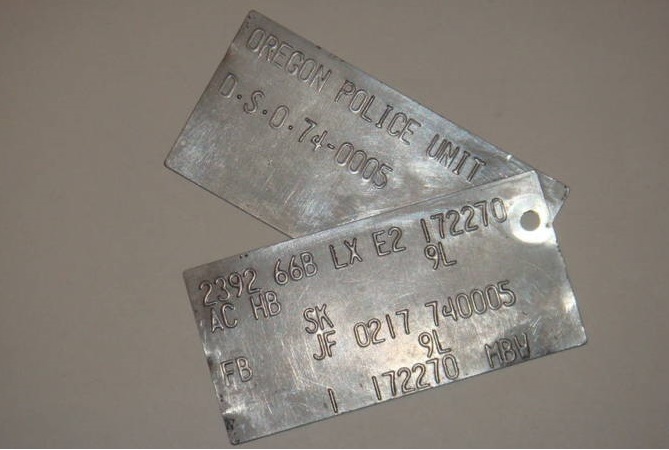 OREGON POLICE UNIT
D.S.O.74-0005
2392 66B LX E2 172270
AC HB 9L
SK
JF 0217 740005
FB 9L
1 172270 MBW